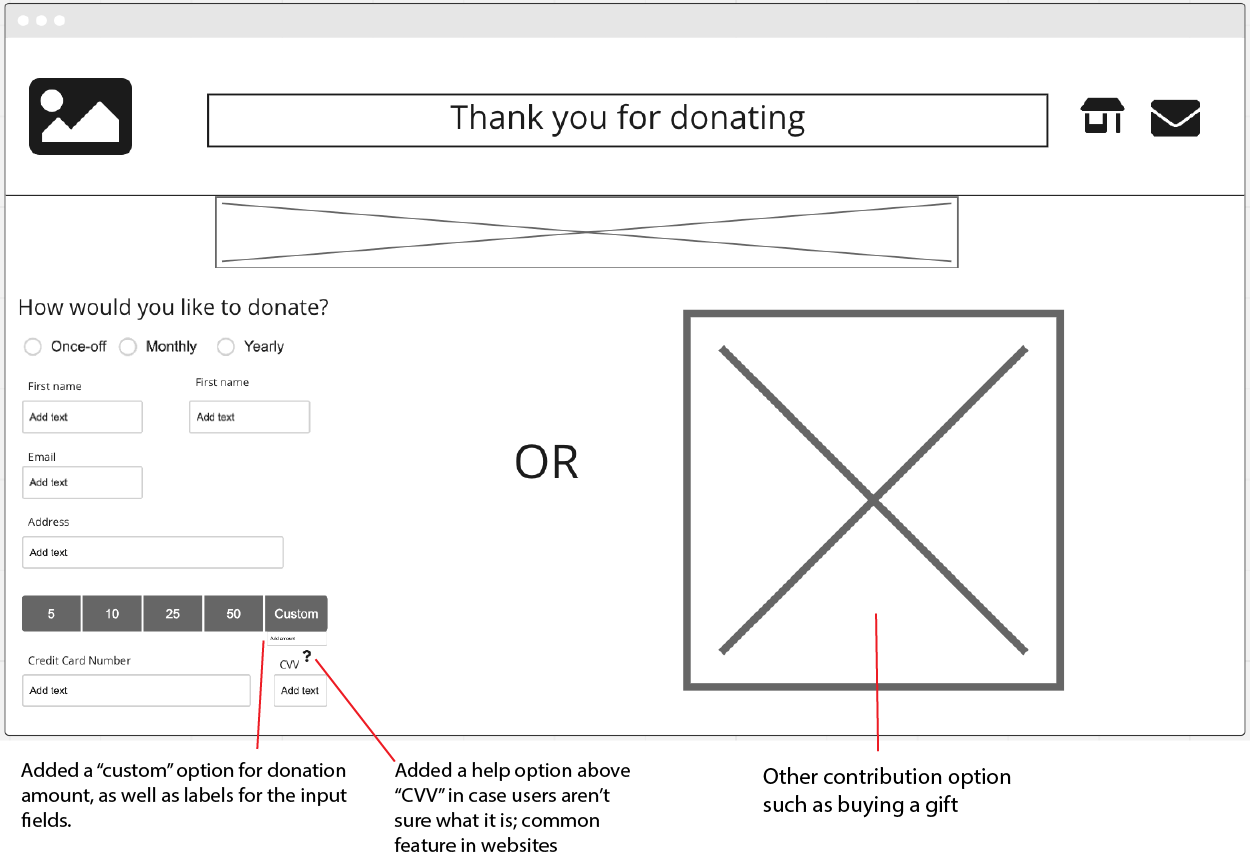 Thank you for donating
How would you like to donate?
Once-off Monthly Yearly
First name First name
Add text Add text
Email
Add text
Address
Add text
5 10 25 50 Custom
Add amount
Credit Card Number CVV ?
Add text Add text
OR
Added a “custom” option for donation
amount, as well as labels for the input
fields.
Added a help option above
“CVV” in case users aren’t
sure what it is; common
feature in websites
Other contribution option
such as buying a gift